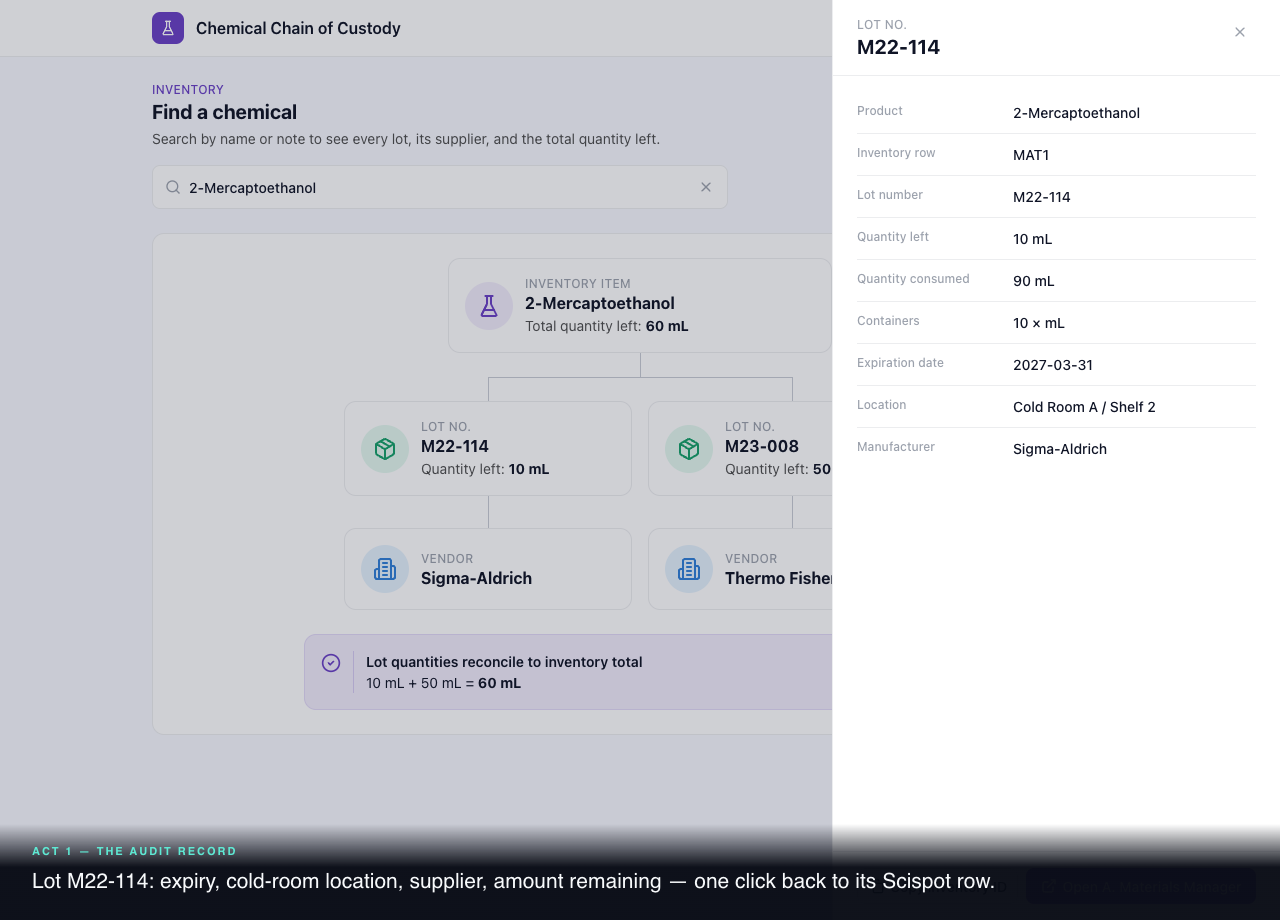 Chemical Chain of Custody
INVENTORY
Find a chemical
Search by name or note to see every lot, its supplier, and the total quantity left.
2-Mercaptoethanol
INVENTORY ITEM
2-Mercaptoethanol
Total quantity left: 60 mL
LOT NO.
M22-114
Quantity left: 10 mL
LOT NO.
M23-008
Quantity left: 50
VENDOR
Sigma-Aldrich
VENDOR
Thermo Fisher
Lot quantities reconcile to inventory total
10 mL + 50 mL = 60 mL
LOT NO.
M22-114
Product 2-Mercaptoethanol
Inventory row MAT1
Lot number M22-114
Quantity left 10 mL
Quantity consumed 90 mL
Containers 10 × mL
Expiration date 2027-03-31
Location Cold Room A / Shelf 2
Manufacturer Sigma-Aldrich
ACT 1 — THE AUDIT RECORD
Lot M22-114: expiry, cold-room location, supplier, amount remaining — one click back to its Scispot row.